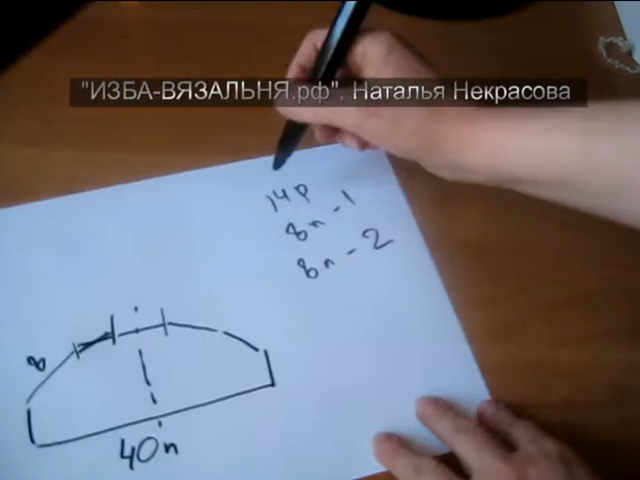 "ИЗБА-ВЯЗАЛЬНЯ.рф", Наталья Некрасова
14р
8п - 1
8п - 2
8
40п